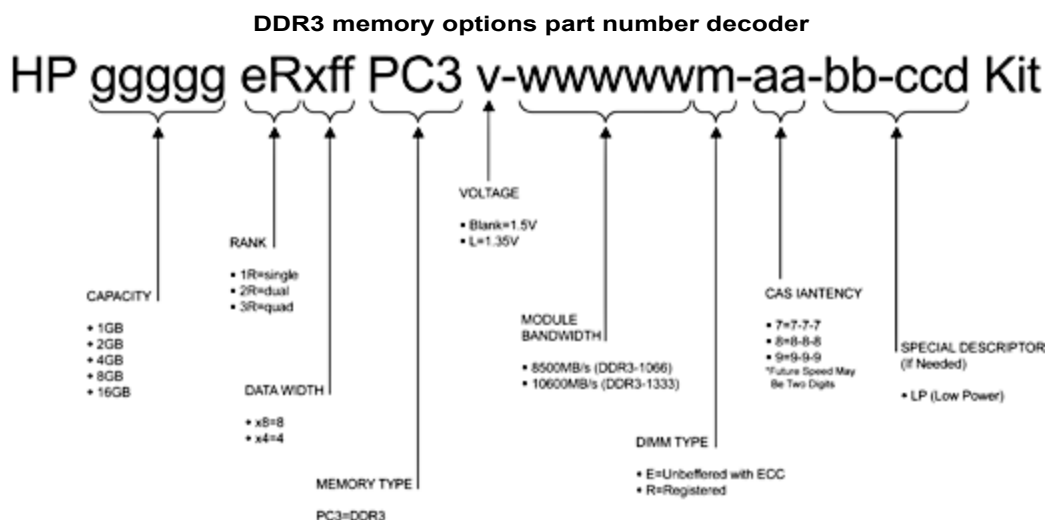 DDR3 memory options part number decoder
HP ggggg eRxff PC3 v-wwwwwm-aa-bb-ccd Kit
VOLTAGE
• Blank=1.5V
• L=1.35V
RANK
• 1R=single
• 2R=dual
• 3R=quad
CAPACITY
• 1GB
• 2GB
• 4GB
• 8GB
• 16GB
CAS IANTENCY
• 7=7-7-7
• 8=8-8-8
• 9=9-9-9
*Future Speed May
Be Two Digits
MODULE
BANDWIDTH
• 8500MB/s (DDR3-1066)
• 10600MB/s (DDR3-1333)
SPECIAL DESCRIPTOR
(If Needed)
• LP (Low Power)
DATA WIDTH
• x8=8
• x4=4
DIMM TYPE
• E=Unbeffered with ECC
• R=Registered
MEMORY TYPE
PC3=DDR3